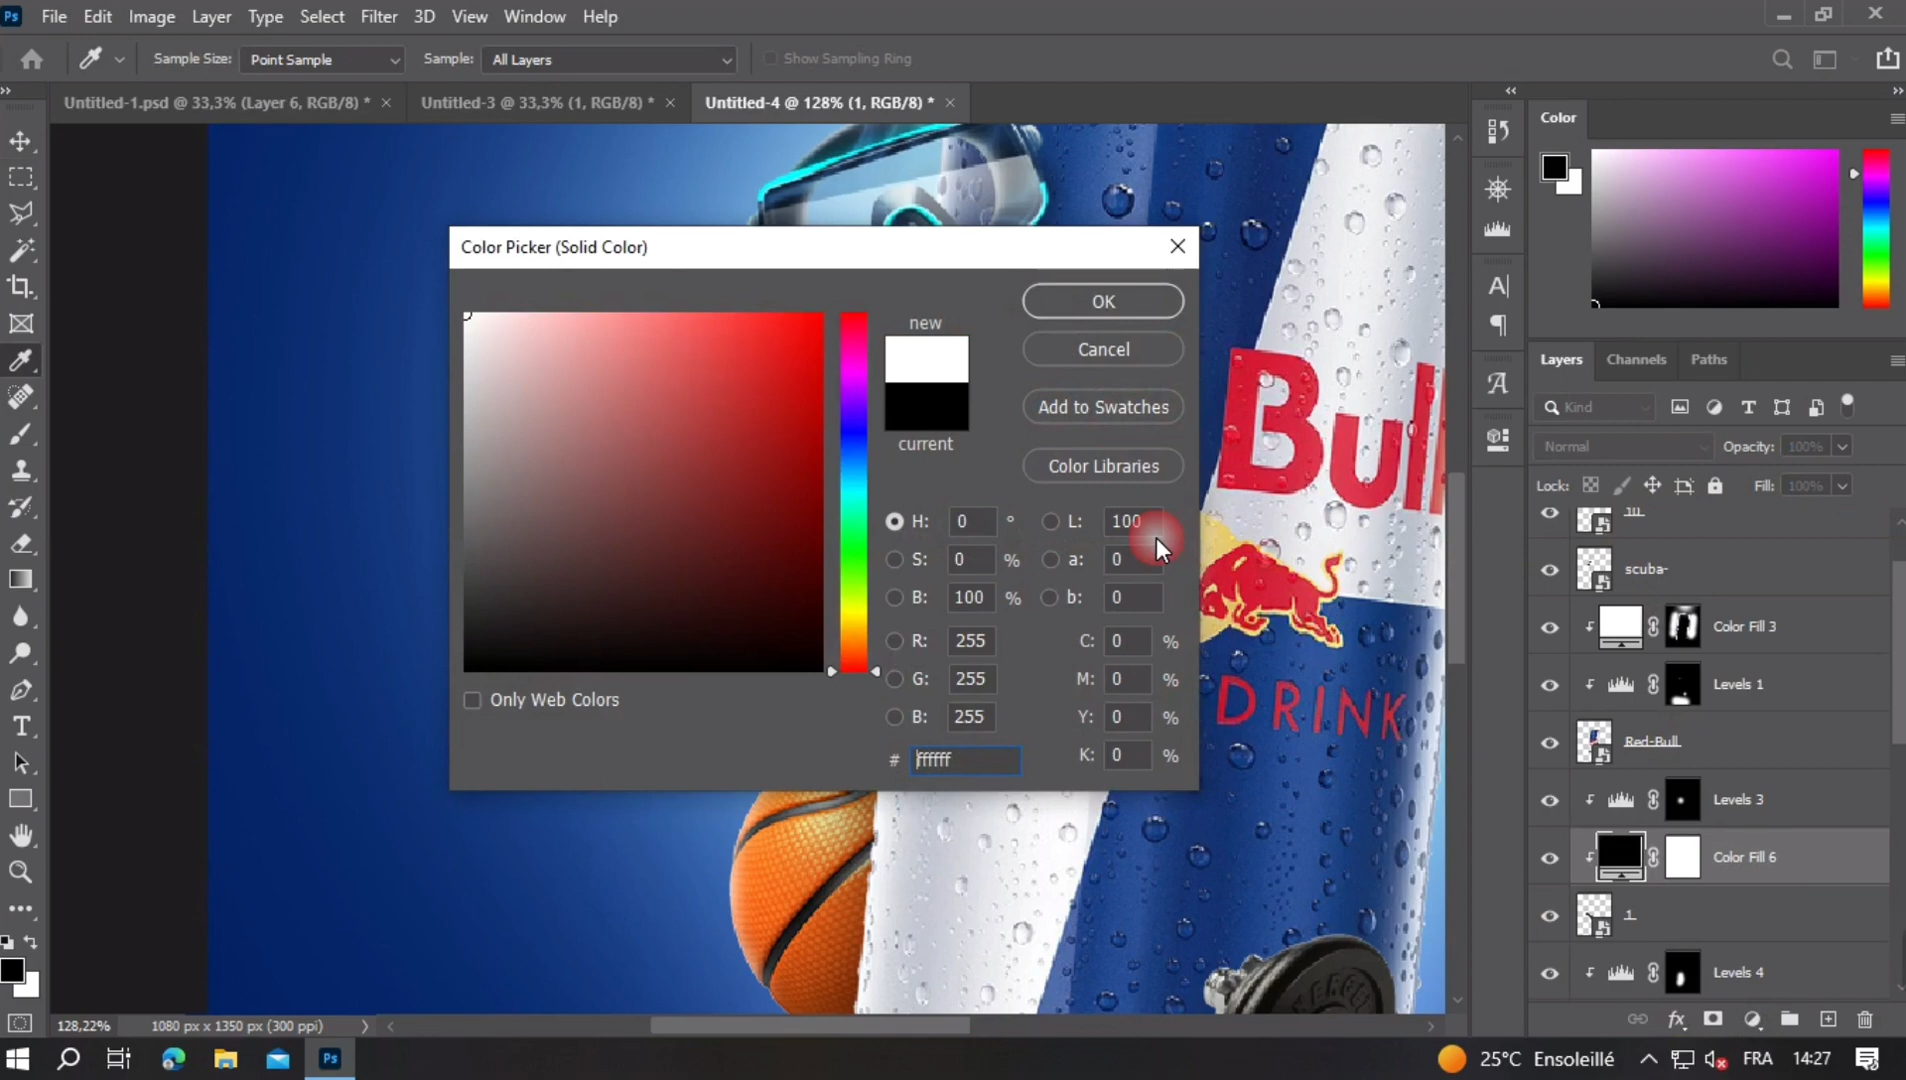 Ps File Edit Image Layer Type Select Filter 3D View Window Help
Sample Size: Point Sample Sample: All Layers Show Sampling Ring
Untitled-1.psd @ 33,3% (Layer 6, RGB/8) * × Untitled-3 @ 33,3% (1, RGB/8) * × Untitled-4 @ 128% (1, RGB/8) * ×
Color
Color Picker (Solid Color)
OK
new
Cancel
Layers Channels Paths
Add to Swatches
Kind
current
Normal Opacity: 100%
Color Libraries
Lock: Fill: 100%
Bull
H: 0 ° L: 100
S: 0 % a: 0
scuba-
B: 100 % b: 0
R: 255 C: 0 %
Color Fill 3
G: 255 M: 0 %
Levels 1
Only Web Colors
B: 255 Y: 0 %
DRINK
# ffffff K: 0 %
Red-Bull
Levels 3
Color Fill 6
1
Levels 4
128,22% 1080 px x 1350 px (300 ppi)
Ps 25°C Ensoleillé FRA 14:27